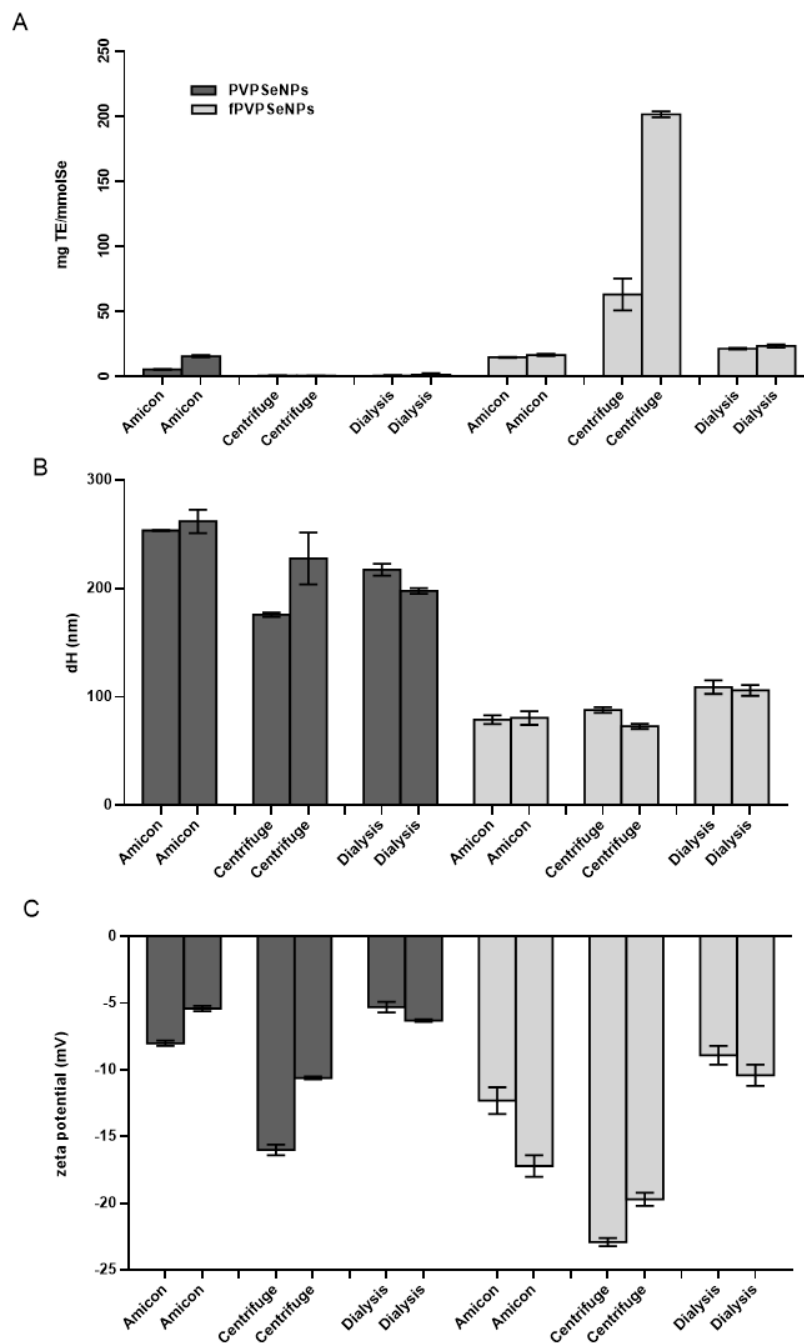 A
250
200
150
100
50
0
mg TE/mmolSe
PVPSeNPs
fPVPSeNPs
Amicon
Amicon
Centrifuge
Centrifuge
Dialysis
Dialysis
Amicon
Amicon
Centrifuge
Centrifuge
Dialysis
Dialysis
B
300
200
100
0
dH (nm)
Amicon
Amicon
Centrifuge
Centrifuge
Dialysis
Dialysis
Amicon
Amicon
Centrifuge
Centrifuge
Dialysis
Dialysis
C
0
-5
-10
-15
-20
-25
zeta potential (mV)
Amicon
Amicon
Centrifuge
Centrifuge
Dialysis
Dialysis
Amicon
Amicon
Centrifuge
Centrifuge
Dialysis
Dialysis